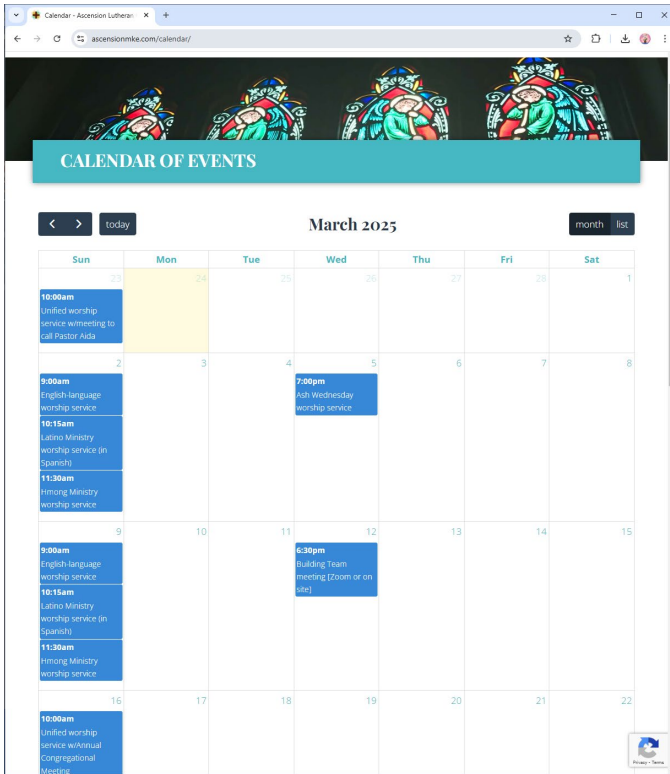 Calendar - Ascension Lutheran
ascensionmke.com/calendar/
CALENDAR OF EVENTS
today
March 2025
month list
Sun Mon Tue Wed Thu Fri Sat
23 24 25 26 27 28 1
10:00am
Unified worship
service w/meeting to
call Pastor Aida
2 3 4 5 6 7 8
9:00am
English-language
worship service
10:15am
Latino Ministry
worship service (in
Spanish)
11:30am
Hmong Ministry
worship service
7:00pm
Ash Wednesday
worship service
9 10 11 12 13 14 15
9:00am
English-language
worship service
10:15am
Latino Ministry
worship service (in
Spanish)
11:30am
Hmong Ministry
worship service
6:30pm
Building Team
meeting [Zoom or on
site]
16 17 18 19 20 21 22
10:00am
Unified worship
service w/Annual
Congregational
Meeting
Privacy - Terms